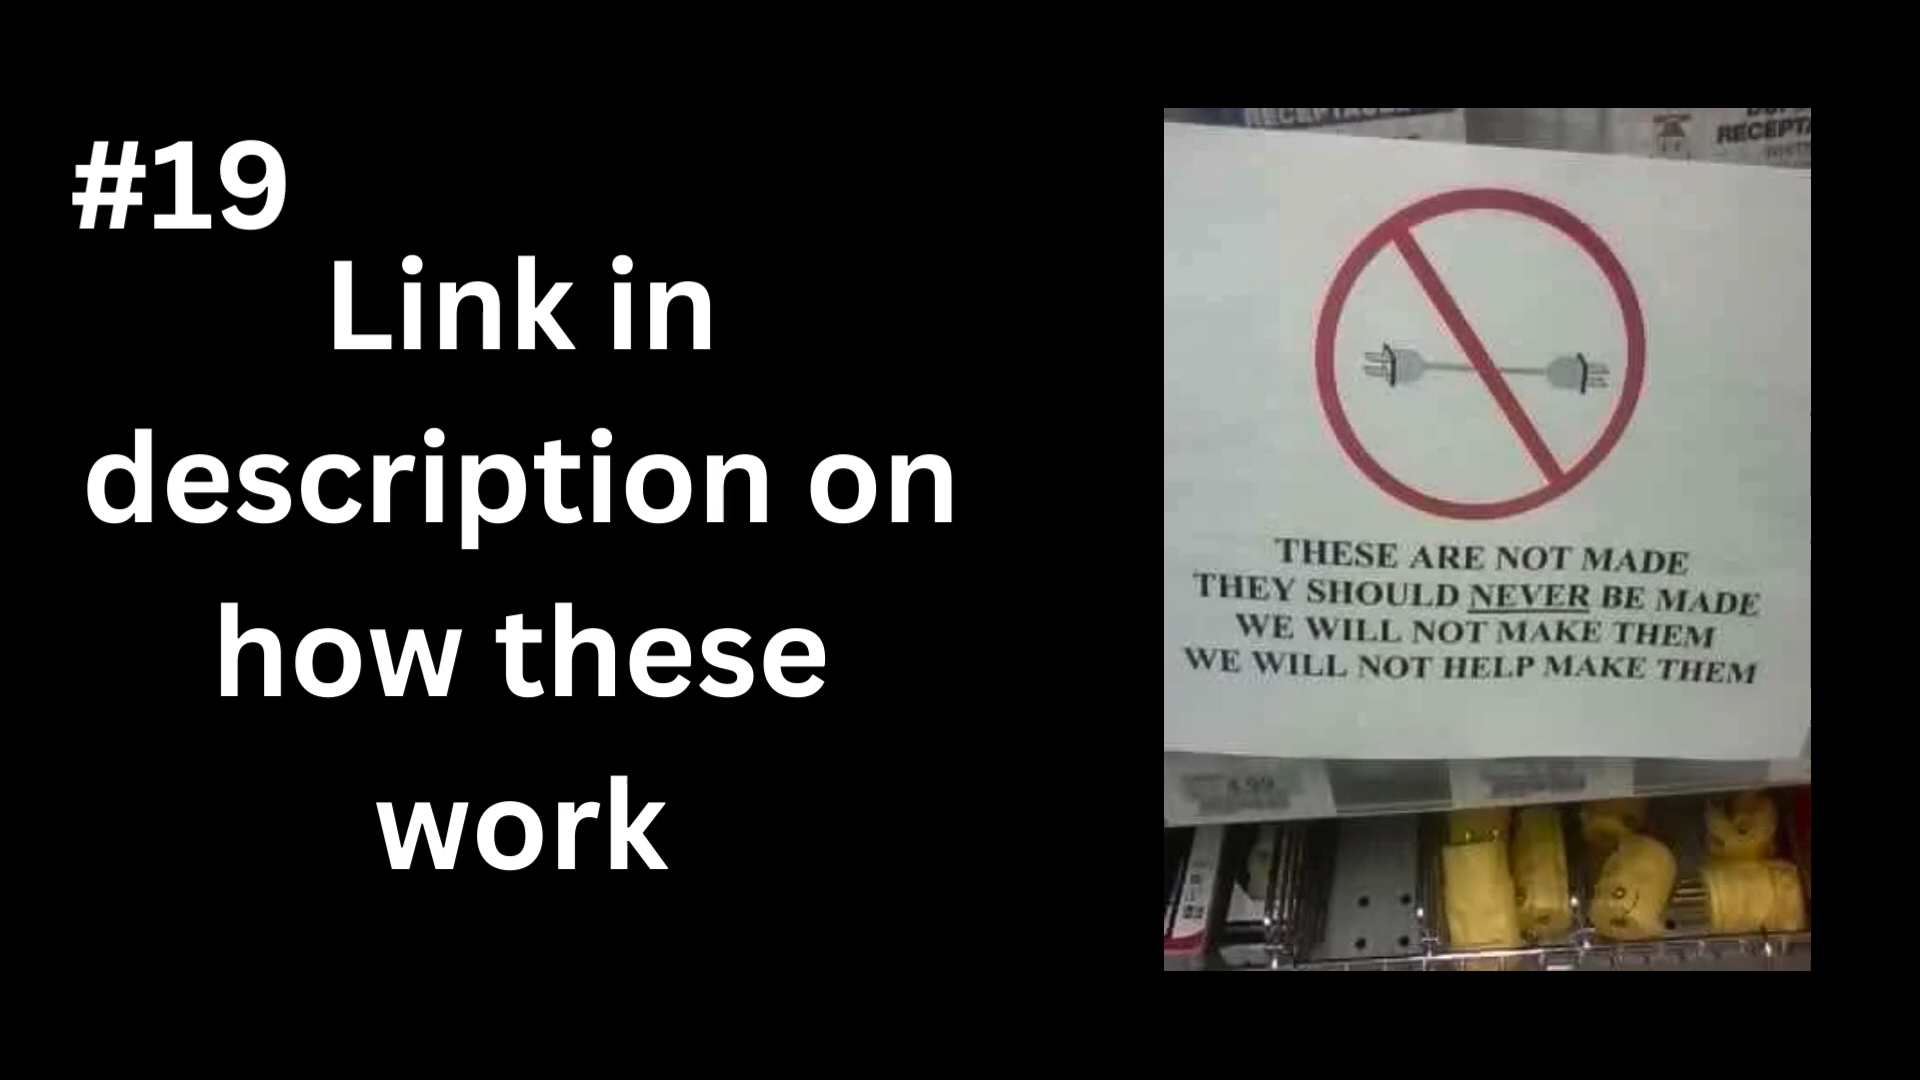 #19
Link in
description on
how these
work
RECEPTA
THESE ARE NOT MADE
THEY SHOULD NEVER BE MADE
WE WILL NOT MAKE THEM
WE WILL NOT HELP MAKE THEM